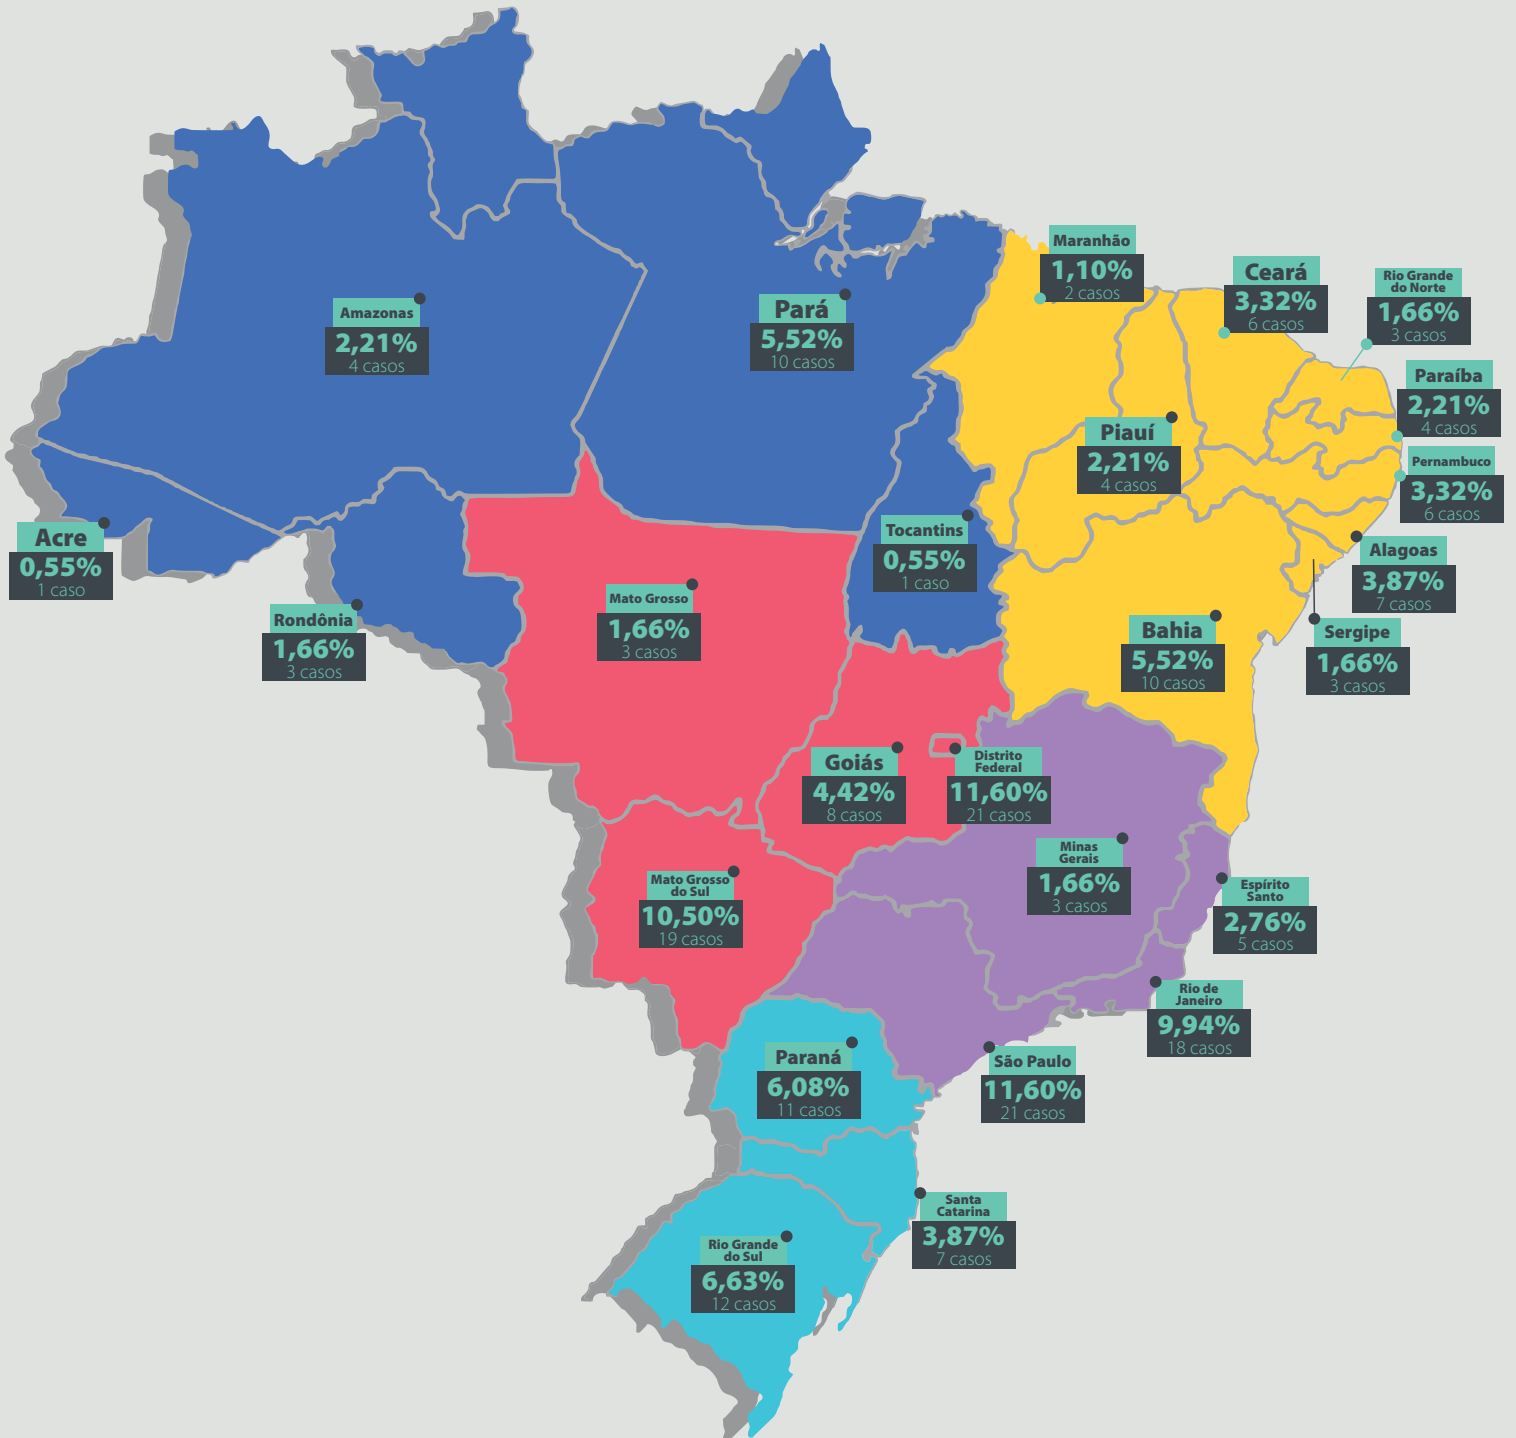 Maranhão
1,10%
2 casos
Ceará
3,32%
6 casos
Rio Grande
do Norte
1,66%
3 casos
Amazonas
2,21%
4 casos
Pará
5,52%
10 casos
Paraíba
2,21%
4 casos
Piauí
2,21%
4 casos
Pernambuco
3,32%
6 casos
Acre
0,55%
1 caso
Tocantins
0,55%
1 caso
Alagoas
3,87%
7 casos
Rondônia
1,66%
3 casos
Mato Grosso
1,66%
3 casos
Bahia
5,52%
10 casos
Sergipe
1,66%
3 casos
Goiás
4,42%
8 casos
Distrito
Federal
11,60%
21 casos
Minas
Gerais
1,66%
3 casos
Mato Grosso
do Sul
10,50%
19 casos
Espírito
Santo
2,76%
5 casos
Rio de
Janeiro
9,94%
18 casos
Paraná
6,08%
11 casos
São Paulo
11,60%
21 casos
Santa
Catarina
3,87%
7 casos
Rio Grande
do Sul
6,63%
12 casos